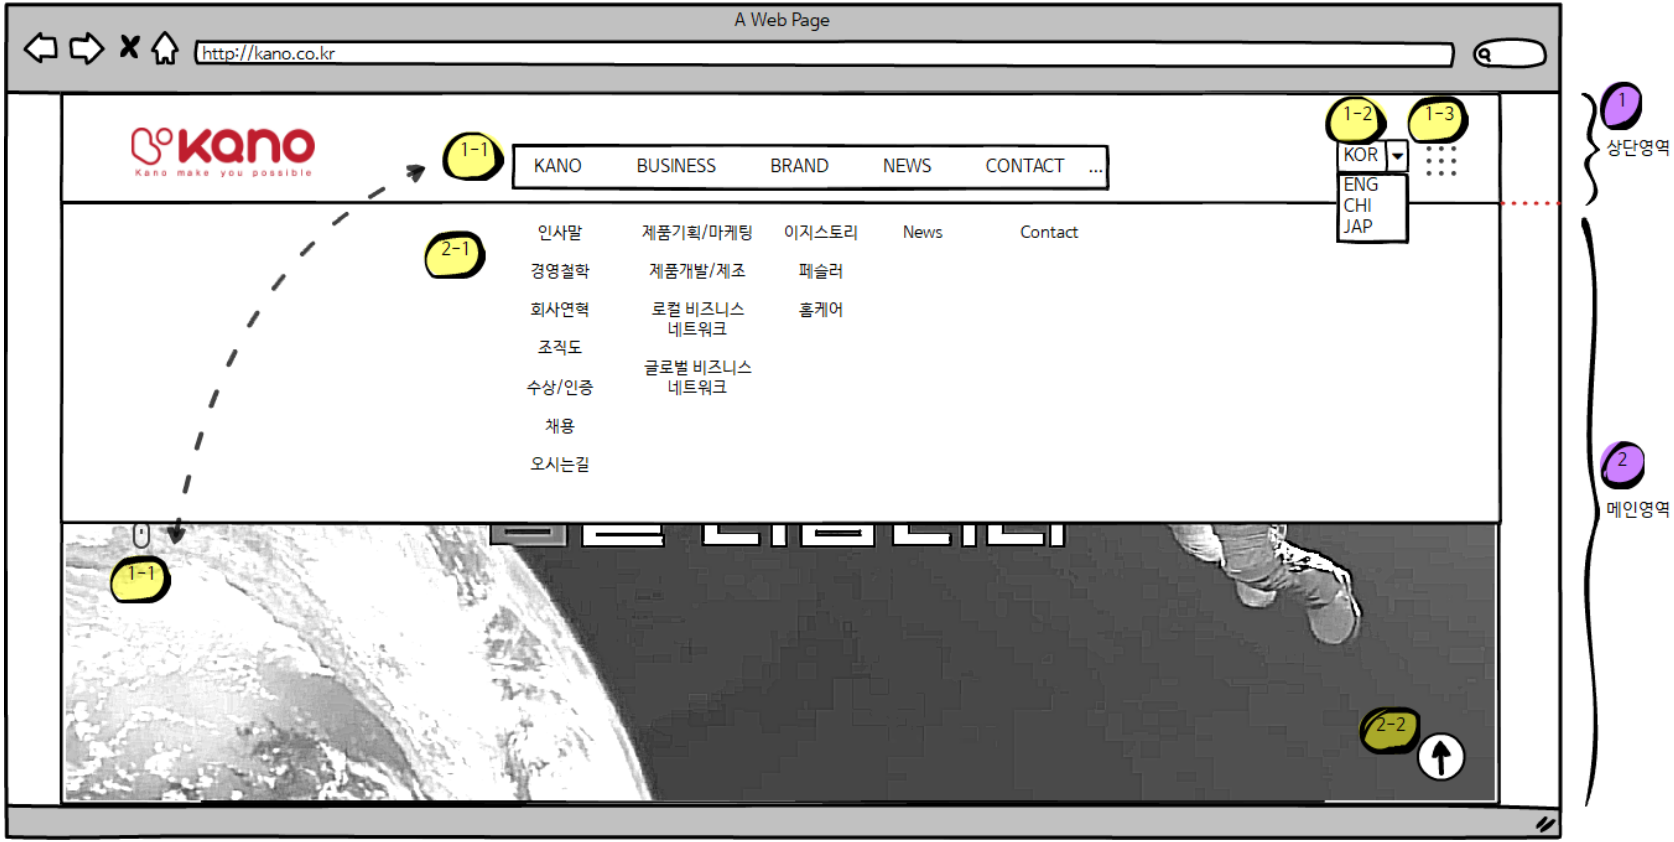 A Web Page
http://kano.co.kr
kano
Kano make you possible
1-1
KANO BUSINESS BRAND NEWS CONTACT ...
1-2
1-3
KOR
ENG
CHI
JAP
1
상단영역
2-1
인사말
경영철학
회사연혁
조직도
수상/인증
채용
오시는길
제품기획/마케팅
제품개발/제조
로컬 비즈니스
네트워크
글로벌 비즈니스
네트워크
이지스토리
페슬러
홈케어
News
Contact
2
메인영역
1-1
2-2